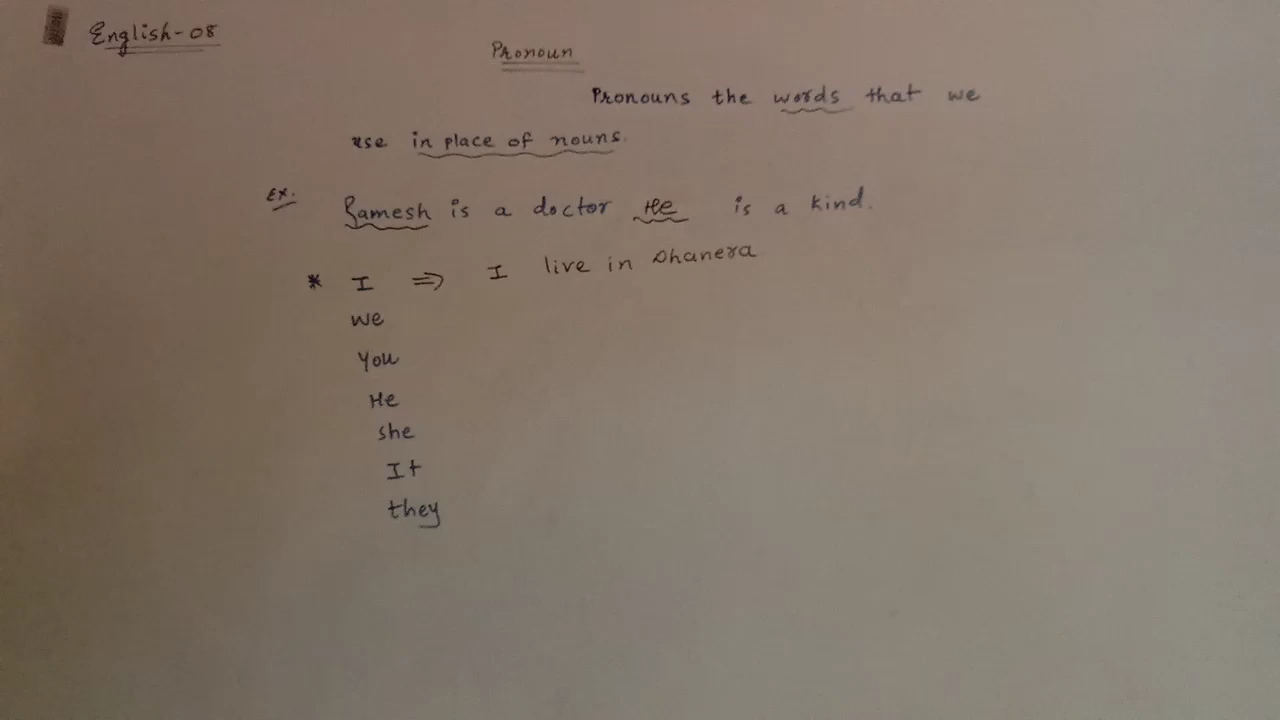 English-08
Pronoun
Pronouns the words that we
use in place of nouns.
Ex.
Ramesh is a doctor He is a kind.
* I ⇒ I live in Dhanera
we
You
He
she
It
they